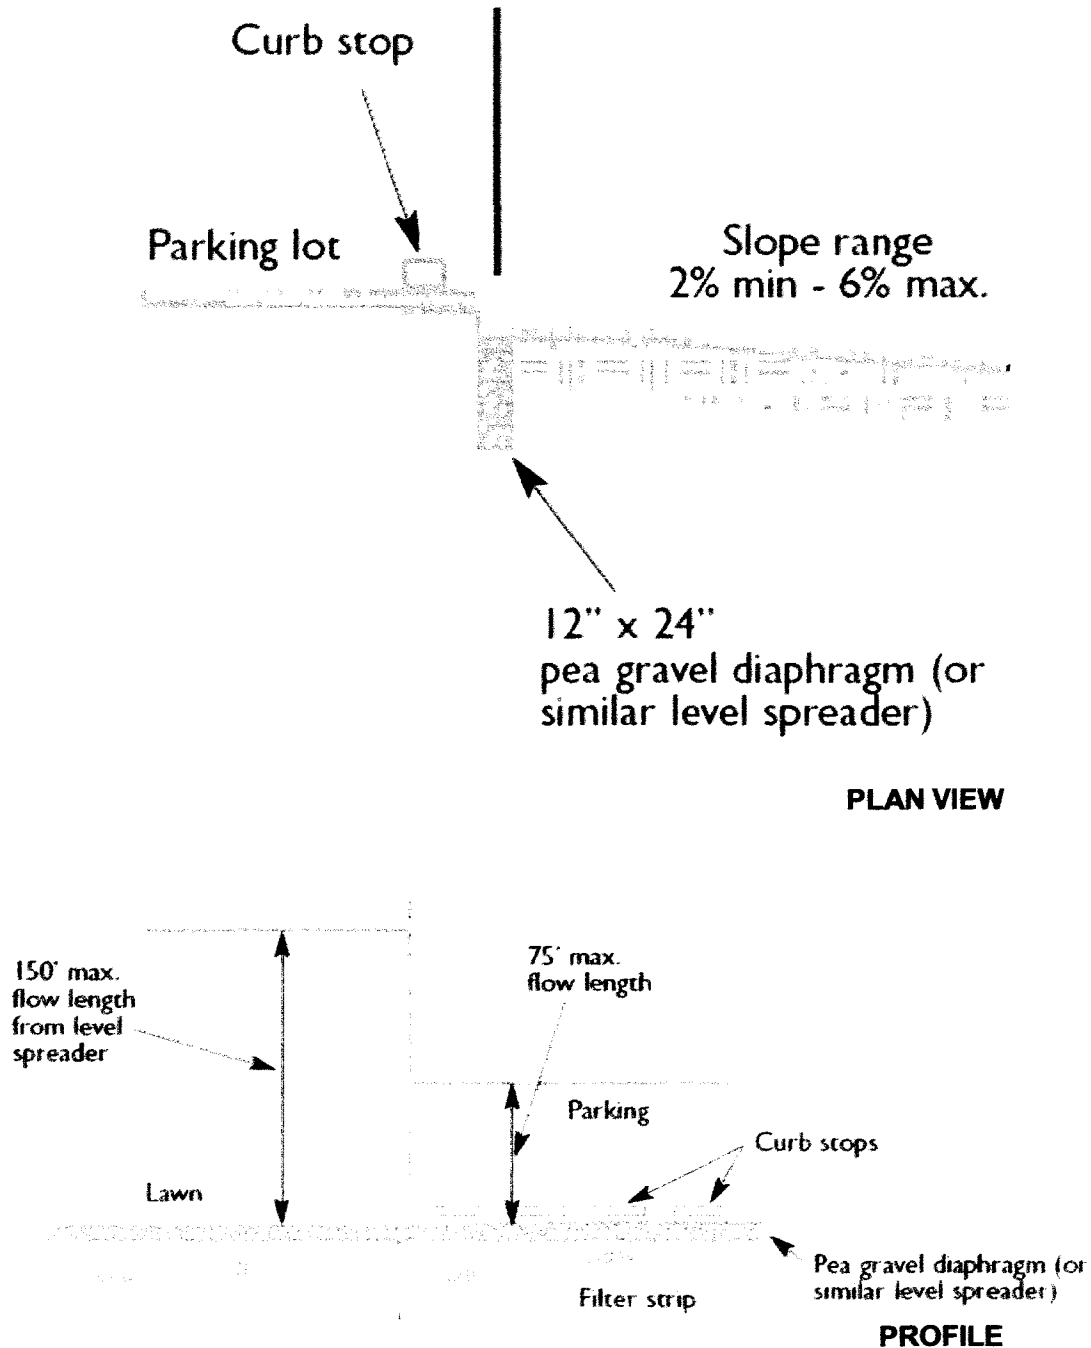 Curb stop
Parking lot
Slope range
2% min - 6% max.
12" x 24"
pea gravel diaphragm (or
similar level spreader)
PLAN VIEW
150' max.
flow length
from level
spreader
75' max.
flow length
Parking
Curb stops
Lawn
Pea gravel diaphragm (or
similar level spreader)
Filter strip
PROFILE